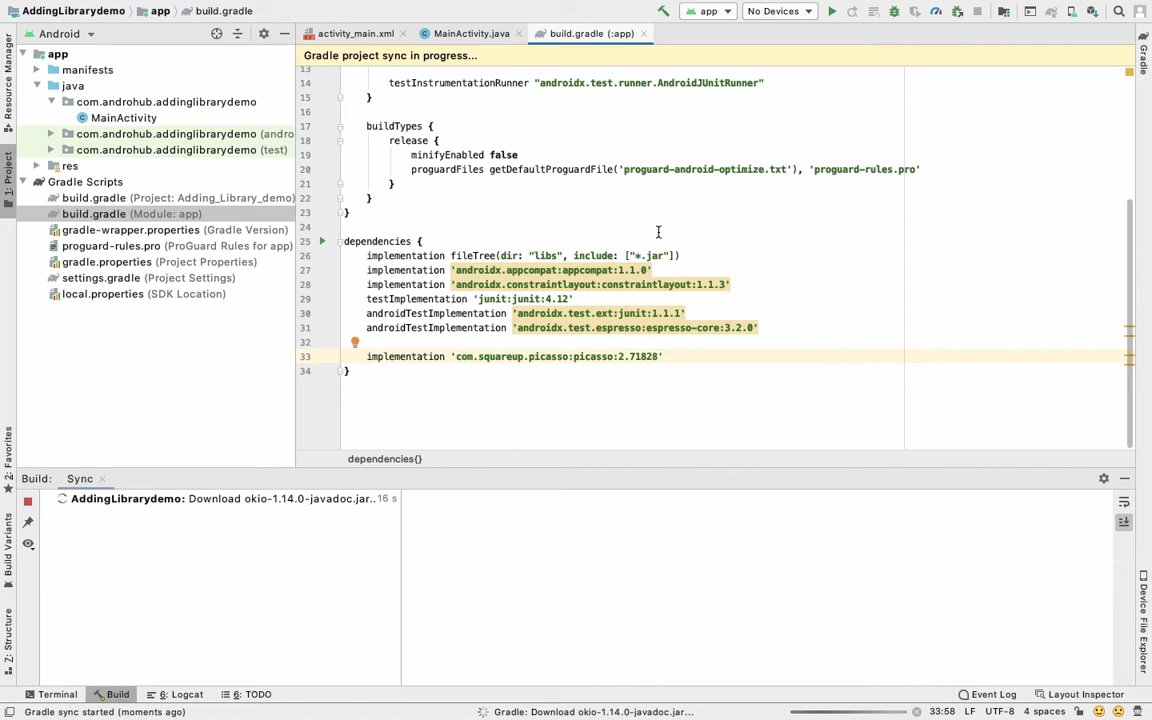 AddingLibrarydemo app build.gradle
app No Devices
Android
activity_main.xml MainActivity.java build.gradle (:app)
Gradle project sync in progress...
app
manifests
java
com.androhub.addinglibrarydemo
MainActivity
com.androhub.addinglibrarydemo (andro
com.androhub.addinglibrarydemo (test)
res
Gradle Scripts
build.gradle (Project: Adding_Library_demo)
build.gradle (Module: app)
gradle-wrapper.properties (Gradle Version)
proguard-rules.pro (ProGuard Rules for app)
gradle.properties (Project Properties)
settings.gradle (Project Settings)
local.properties (SDK Location)
13
14 testInstrumentationRunner "androidx.test.runner.AndroidJUnitRunner"
15 }
16
17 buildTypes {
18 release {
19 minifyEnabled false
20 proguardFiles getDefaultProguardFile('proguard-android-optimize.txt'), 'proguard-rules.pro'
21 }
22 }
23 }
24
25 dependencies {
26 implementation fileTree(dir: "libs", include: ["*.jar"])
27 implementation 'androidx.appcompat:appcompat:1.1.0'
28 implementation 'androidx.constraintlayout:constraintlayout:1.1.3'
29 testImplementation 'junit:junit:4.12'
30 androidTestImplementation 'androidx.test.ext:junit:1.1.1'
31 androidTestImplementation 'androidx.test.espresso:espresso-core:3.2.0'
32
33 implementation 'com.squareup.picasso:picasso:2.71828'
34 }
dependencies{}
Resource Manager
1: Project
2: Favorites
Build Variants
7: Structure
Gradle
Device File Explorer
Build: Sync
AddingLibrarydemo: Download okio-1.14.0-javadoc.jar.. 16 s
Terminal Build 6: Logcat 6: TODO Event Log Layout Inspector
Gradle sync started (moments ago) Gradle: Download okio-1.14.0-javadoc.jar... 33:58 LF UTF-8 4 spaces